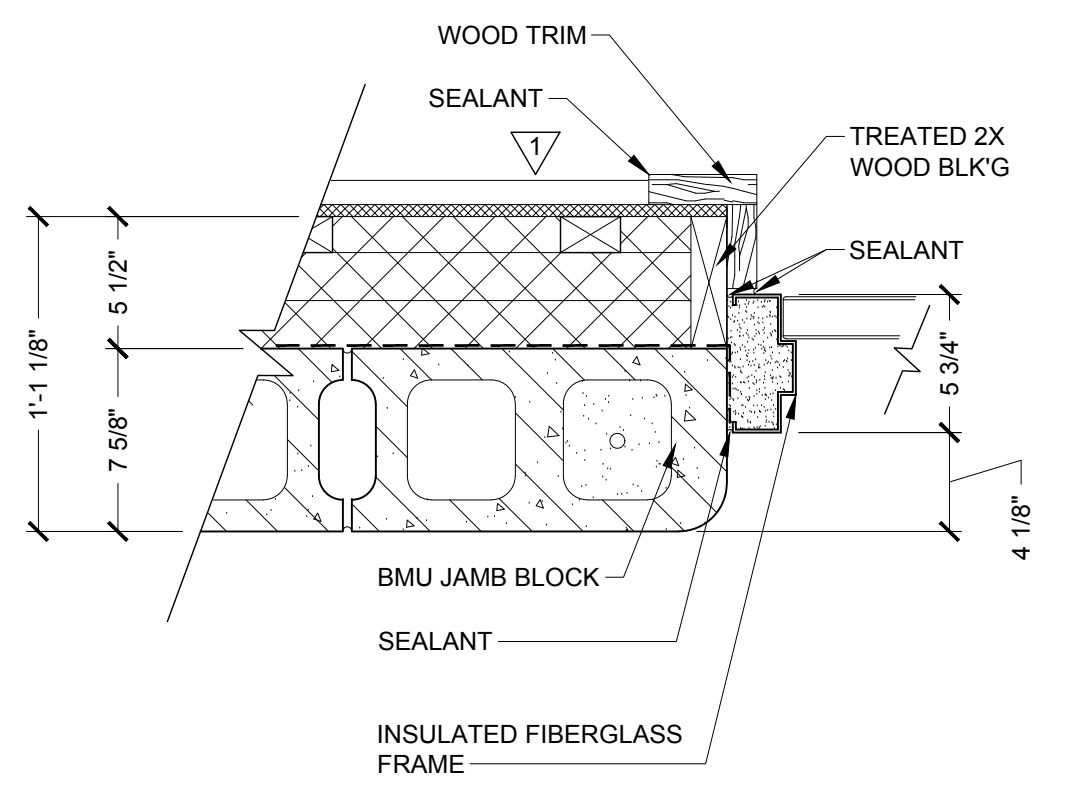 WOOD TRIM
SEALANT
1
TREATED 2X
WOOD BLK'G
SEALANT
5 1/2"
1'-1 1/8"
7 5/8"
5 3/4"
4 1/8"
BMU JAMB BLOCK
SEALANT
INSULATED FIBERGLASS
FRAME